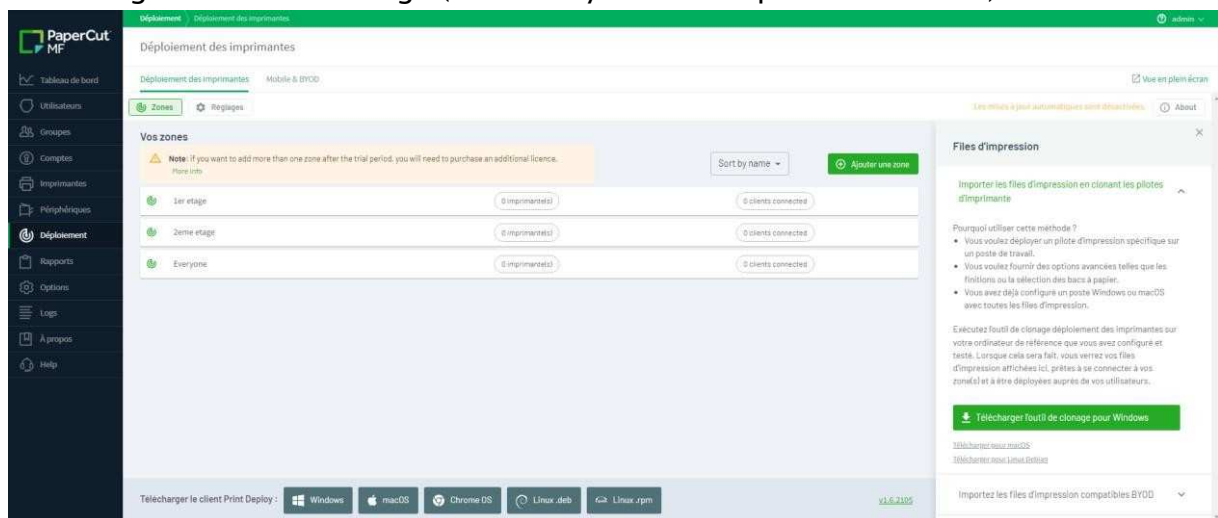 PaperCut
MF
Déploiement
Déploiement des imprimantes
admin
Déploiement des imprimantes
Déploiement des imprimantes
Mobile & BYOD
Vue en plein écran
Zones
Réglages
Les mises à jour automatiques sont désactivées
About
Tableau de bord
Utilisateurs
Groupes
Comptes
Imprimantes
Périphériques
Déploiement
Rapports
Options
Logs
À propos
Help
Vos zones
Note: if you want to add more than one zone after the trial period, you will need to purchase an additional licence.
More info
Sort by name
Ajouter une zone
1er etage
0 imprimante(s)
0 clients connected
2eme etage
0 imprimante(s)
0 clients connected
Everyone
0 imprimante(s)
0 clients connected
Files d'impression
Importer les files d'impression en clonant les pilotes
d'imprimante
Pourquoi utiliser cette méthode ?
• Vous voulez déployer un pilote d'impression spécifique sur
un poste de travail.
• Vous voulez fournir des options avancées telles que les
finitions ou la sélection des bacs à papier.
• Vous avez déjà configuré un poste Windows ou macOS
avec toutes les files d'impression.
Exécutez l'outil de clonage déploiement des imprimantes sur
votre ordinateur de référence que vous avez configuré et
testé. Lorsque cela sera fait, vous verrez vos files
d'impression affichées ici, prêtes à se connecter à vos
zone(s) et à être déployées auprès de vos utilisateurs.
Télécharger l'outil de clonage pour Windows
Télécharger pour macOS
Télécharger pour Linux Debian
Importez les files d'impression compatibles BYOD
Télécharger le client Print Deploy :
Windows
macOS
Chrome OS
Linux .deb
Linux .rpm
v1.6.2105